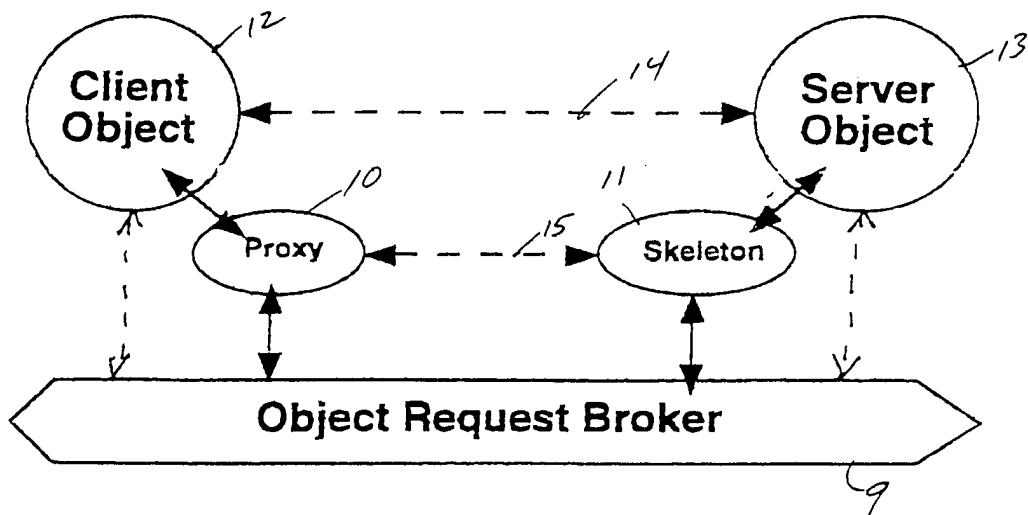 12
Client
Object
14
13
Server
Object
10
Proxy
15
11
Skeleton
Object Request Broker
9